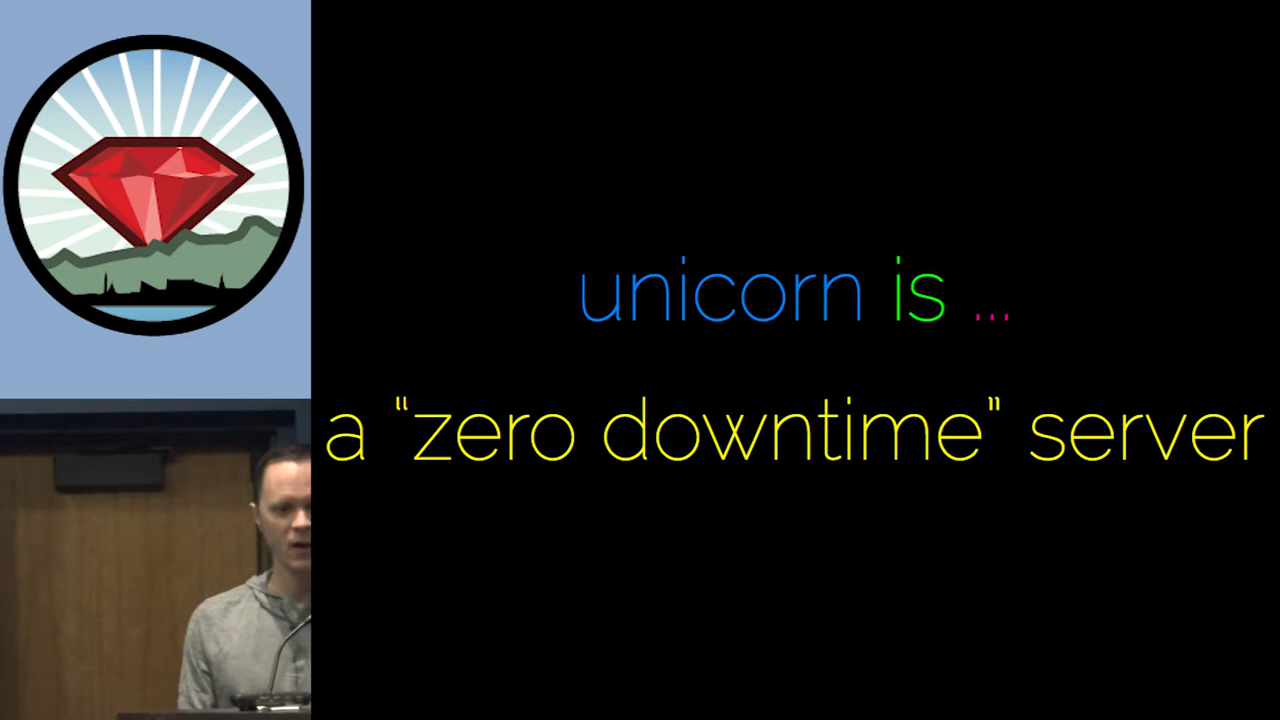 unicorn is ...
a “zero downtime” server